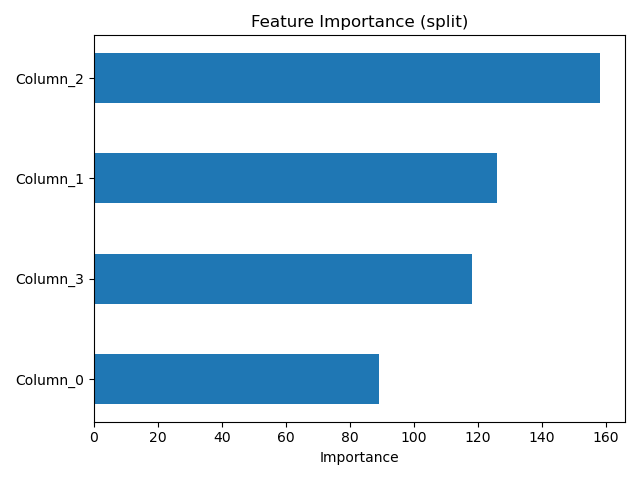 Feature Importance (split)
Column_2
Column_1
Column_3
Column_0
0 20 40 60 80 100 120 140 160
Importance